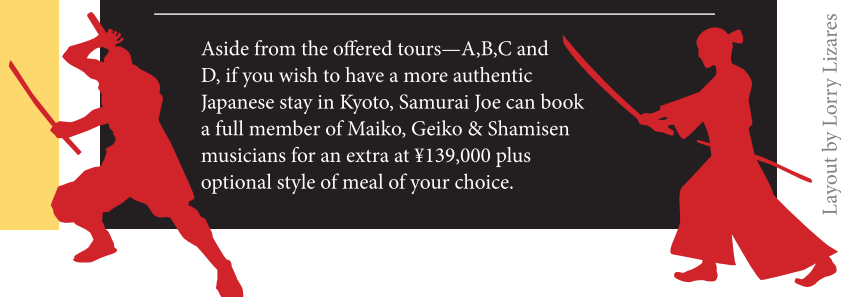 Aside from the offered tours—A,B,C and
D, if you wish to have a more authentic
Japanese stay in Kyoto, Samurai Joe can book
a full member of Maiko, Geiko & Shamisen
musicians for an extra at ¥139,000 plus
optional style of meal of your choice.
Layout by Lorry Lizares